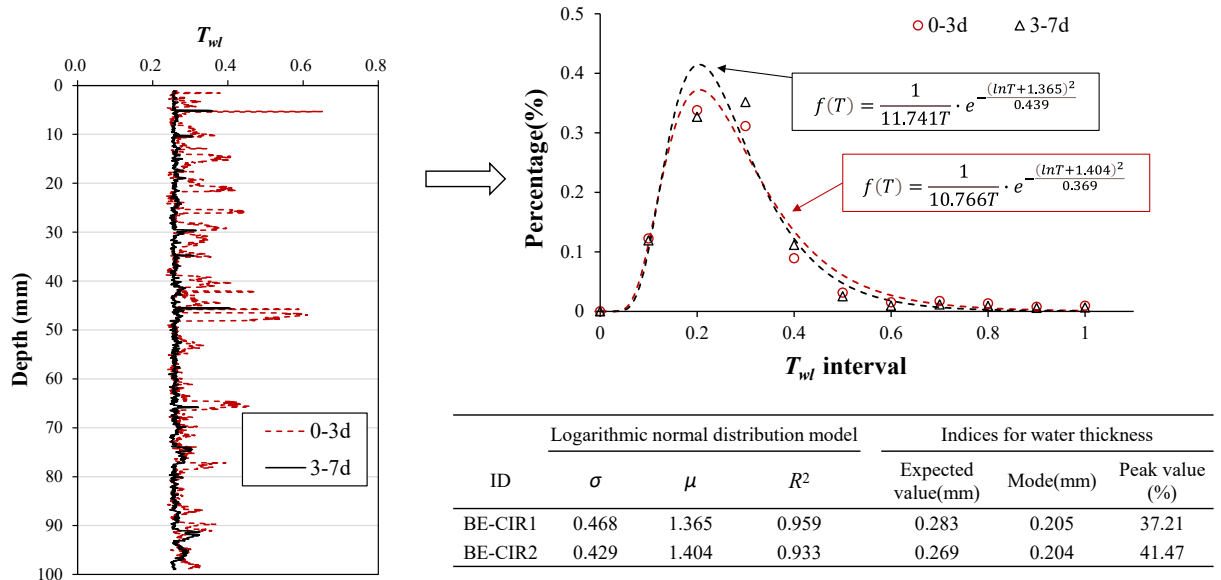 T_wl
0 0.2 0.4 0.6 0.8
0
10
20
30
40
50
60
70
80
90
100
Depth (mm)
0-3d
3-7d
0-3d 3-7d
0.5
0.4
0.3
0.2
0.1
0
Percentage(%)
f(T) = 1/(11.741T) · e^{-(lnT+1.365)^2/0.439}
f(T) = 1/(10.766T) · e^{-(lnT+1.404)^2/0.369}
0.0 0.2 0.4 0.6 0.8 1
T_wl interval
Logarithmic normal distribution model Indices for water thickness
ID σ μ R² Expected value(mm) Mode(mm) Peak value (%)
BE-CIR1 0.468 1.365 0.959 0.283 0.205 37.21
BE-CIR2 0.429 1.404 0.933 0.269 0.204 41.47